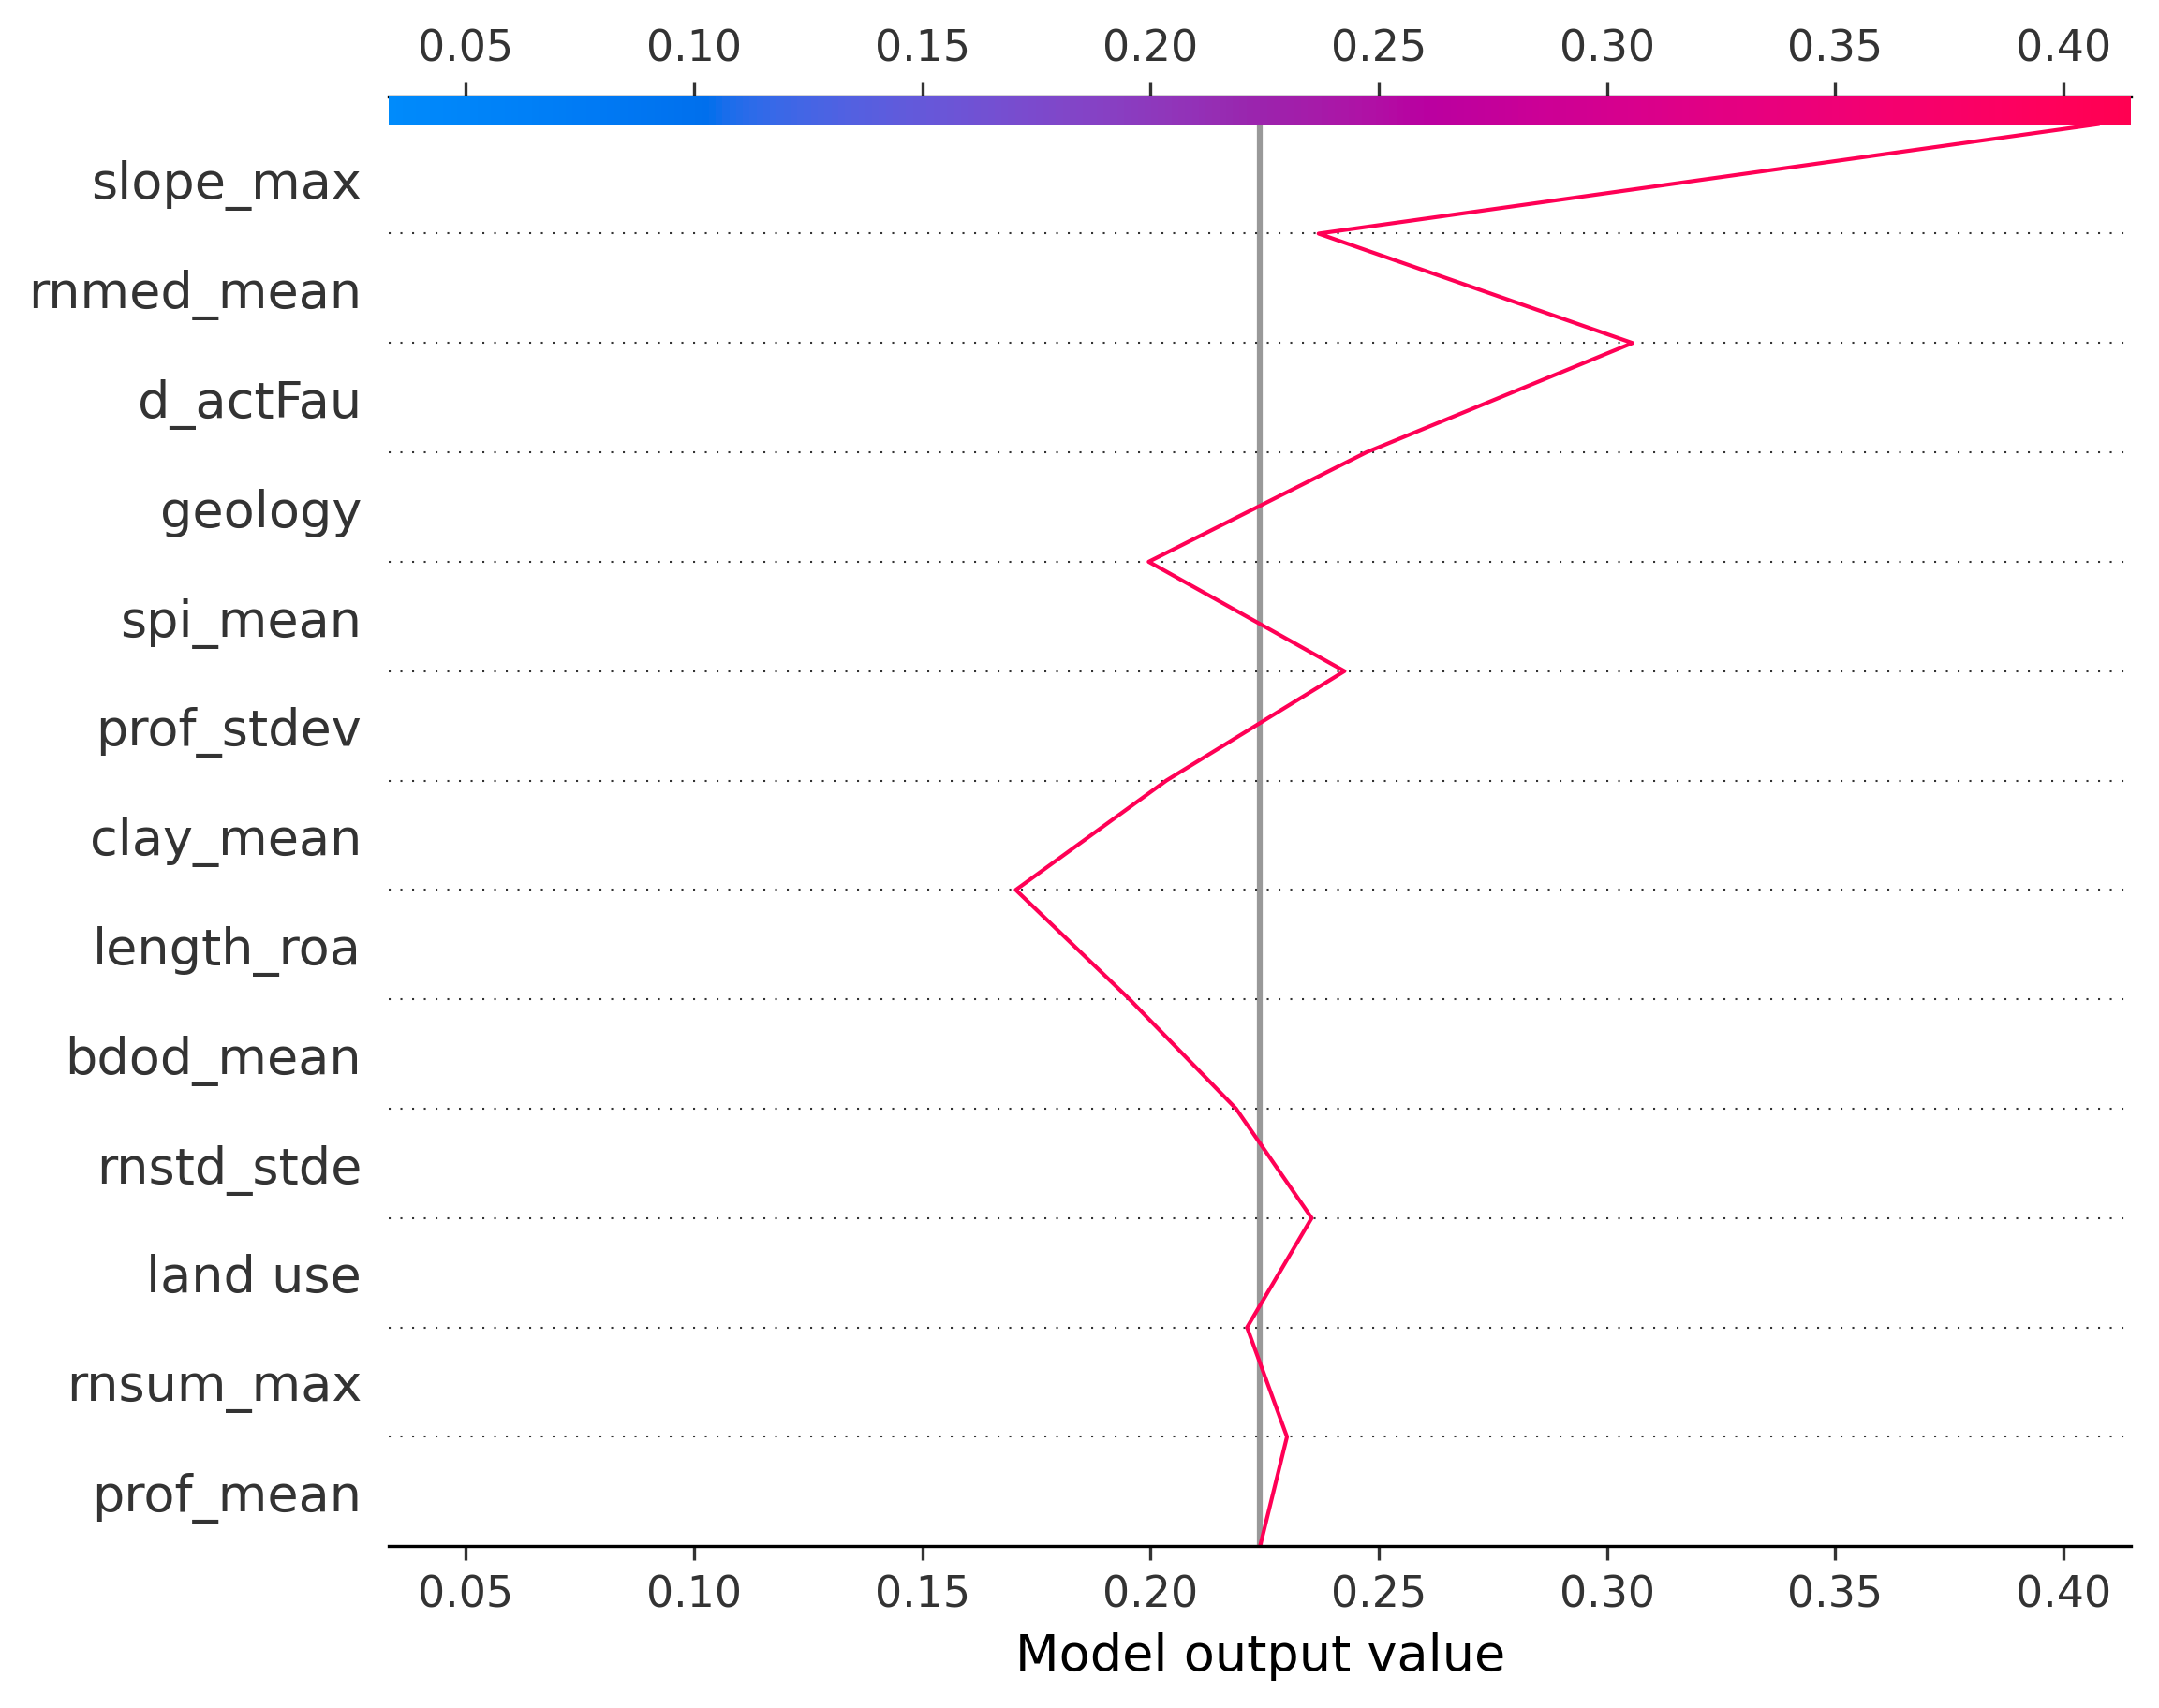 0.05 0.10 0.15 0.20 0.25 0.30 0.35 0.40
slope_max
rnmed_mean
d_actFau
geology
spi_mean
prof_stdev
clay_mean
length_roa
bdod_mean
rnstd_stde
land use
rnsum_max
prof_mean
0.05 0.10 0.15 0.20 0.25 0.30 0.35 0.40
Model output value